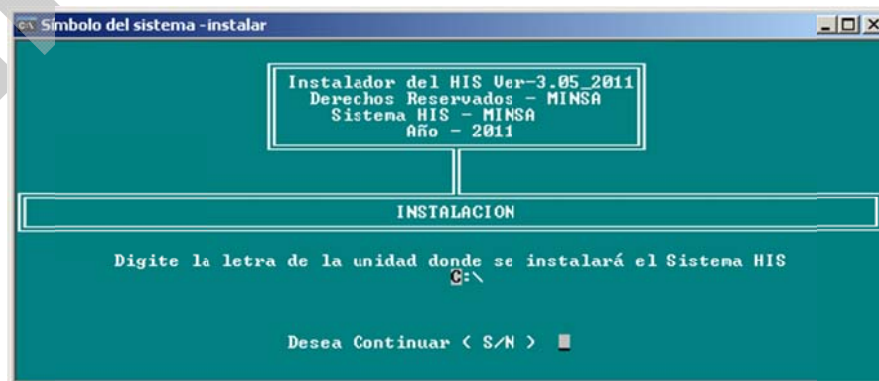 Símbolo del sistema -instalar
Instalador del HIS Ver-3.05_2011
Derechos Reservados - MINSA
Sistema HIS - MINSA
Año - 2011
INSTALACION
Digite la letra de la unidad donde se instalará el Sistema HIS
C:\
Desea Continuar ( S/N )